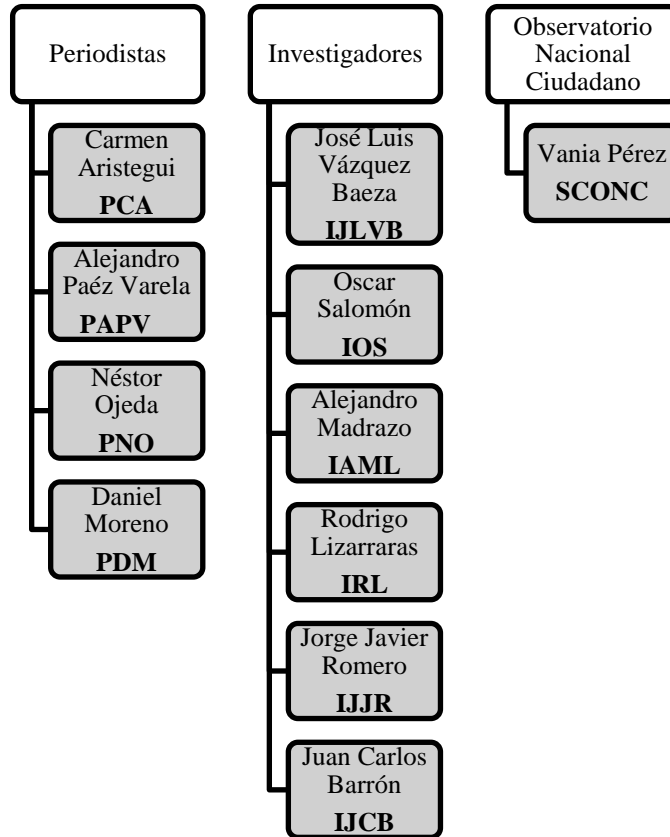 Periodistas
Carmen
Aristegui
PCA
Alejandro
Paéz Varela
PAPV
Néstor
Ojeda
PNO
Daniel
Moreno
PDM
Investigadores
José Luis
Vázquez
Baeza
IJLVB
Oscar
Salomón
IOS
Alejandro
Madrazo
IAML
Rodrigo
Lizarraras
IRL
Jorge Javier
Romero
IJJR
Juan Carlos
Barrón
IJCB
Observatorio
Nacional
Ciudadano
Vania Pérez
SCONC